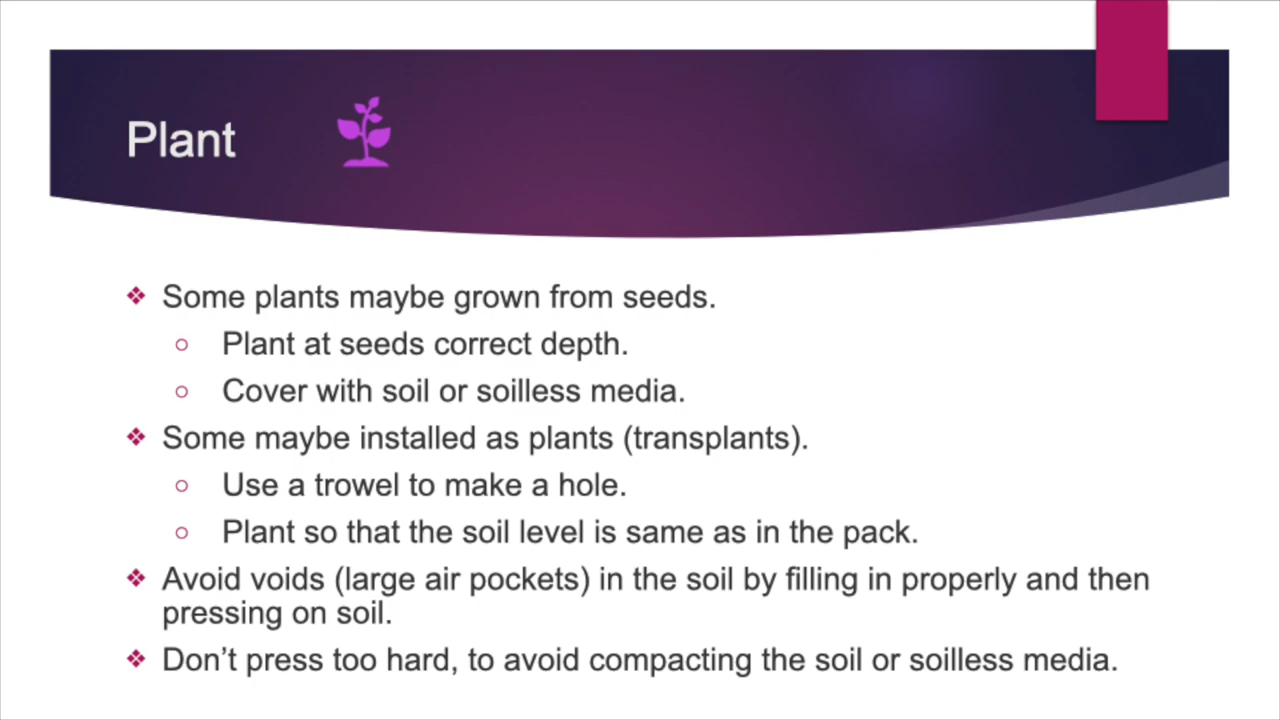 Plant
❖ Some plants maybe grown from seeds.
○ Plant at seeds correct depth.
○ Cover with soil or soilless media.
❖ Some maybe installed as plants (transplants).
○ Use a trowel to make a hole.
○ Plant so that the soil level is same as in the pack.
❖ Avoid voids (large air pockets) in the soil by filling in properly and then
pressing on soil.
❖ Don’t press too hard, to avoid compacting the soil or soilless media.